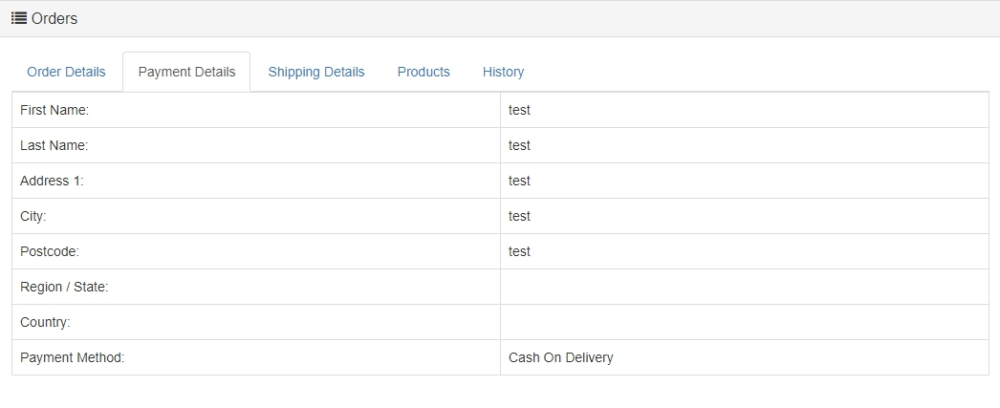 Orders
Order Details Payment Details Shipping Details Products History
First Name: test
Last Name: test
Address 1: test
City: test
Postcode: test
Region / State:
Country:
Payment Method: Cash On Delivery